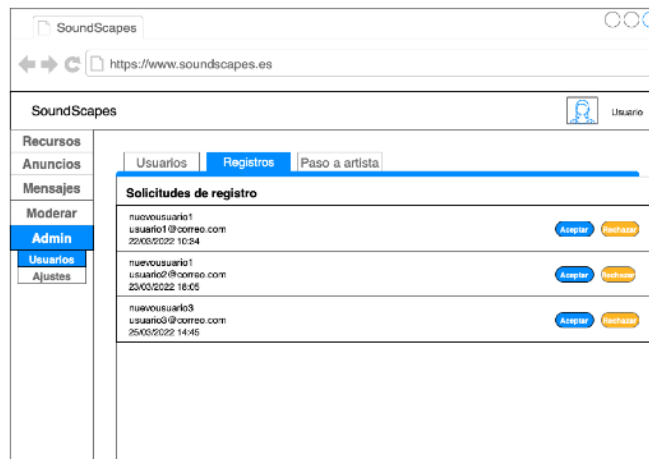 SoundScapes
https://www.soundscapes.es
SoundScapes
Usuario
Recursos
Anuncios
Mensajes
Moderar
Admin
Usuarios
Ajustes
Usuarios Registros Paso a artista
Solicitudes de registro
nuevousuario1
usuario1@correo.com
22/03/2022 10:34
Aceptar Rechazar
nuevousuario1
usuario2@correo.com
23/03/2022 18:05
Aceptar Rechazar
nuevousuario3
usuario3@correo.com
25/03/2022 14:45
Aceptar Rechazar